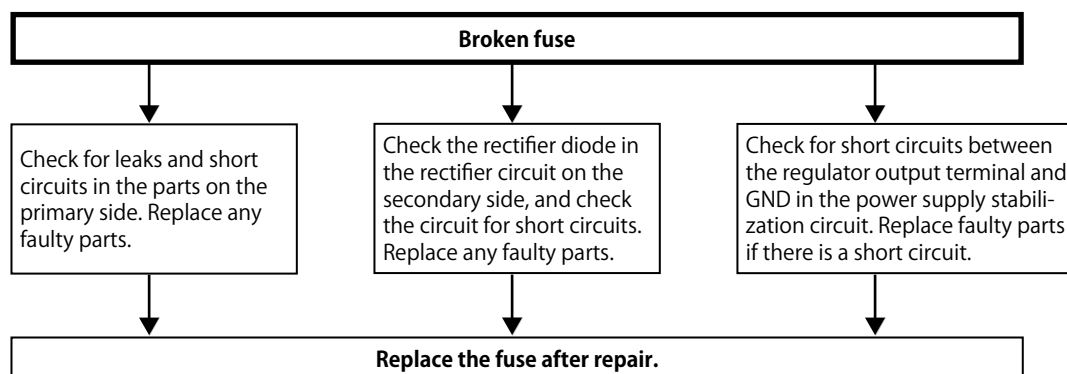 Broken fuse
Check for leaks and short
circuits in the parts on the
primary side. Replace any
faulty parts.
Check the rectifier diode in
the rectifier circuit on the
secondary side, and check
the circuit for short circuits.
Replace any faulty parts.
Check for short circuits between
the regulator output terminal and
GND in the power supply stabili-
zation circuit. Replace faulty parts
if there is a short circuit.
Replace the fuse after repair.